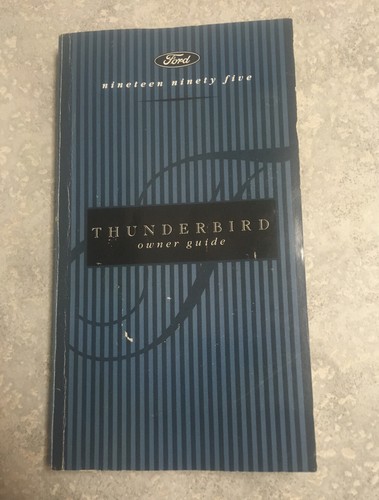 Ford
nineteen ninety five
THUNDERBIRD
owner guide